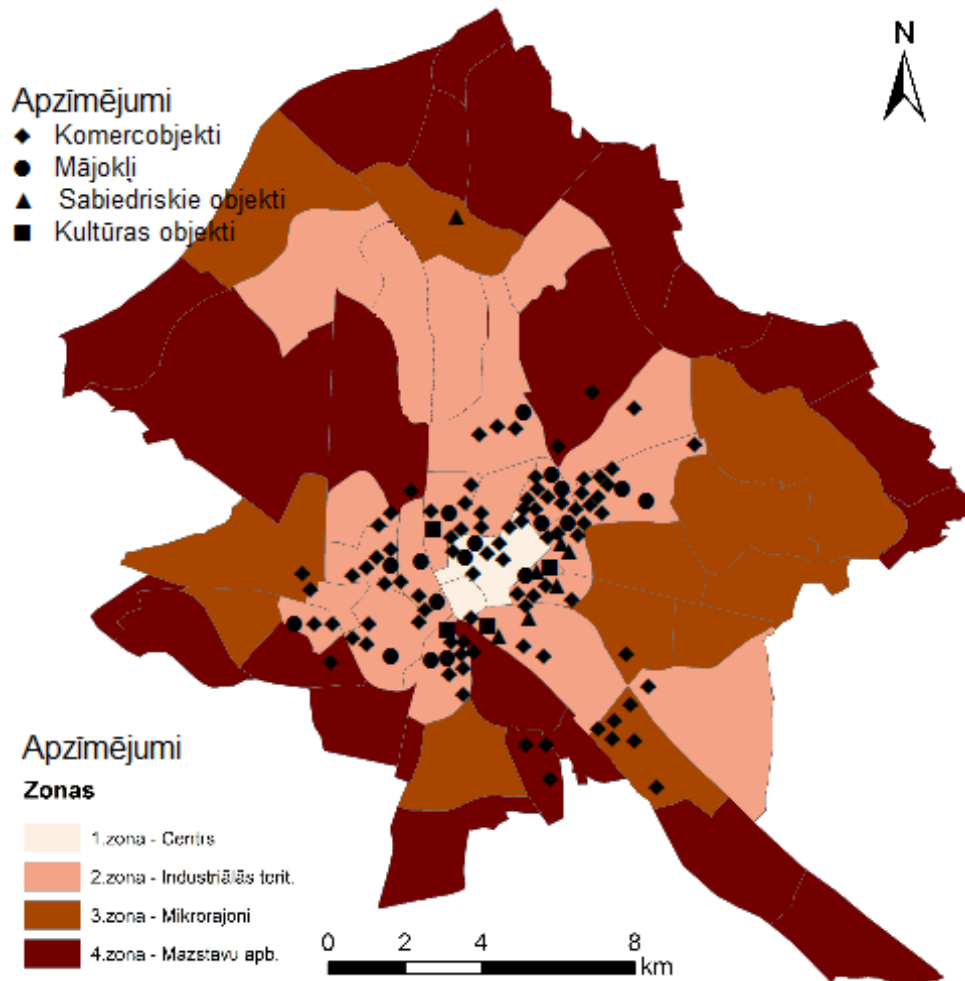 N
Apzīmējumi
Komercobjekti
Mājokļi
Sabiedriskie objekti
Kultūras objekti
Apzīmējumi
Zonas
1.zona - Centrs
2.zona - Industriālās terit.
3.zona - Mikrorajoni
4.zona - Mazstavu apb.
0 2 4 8
km